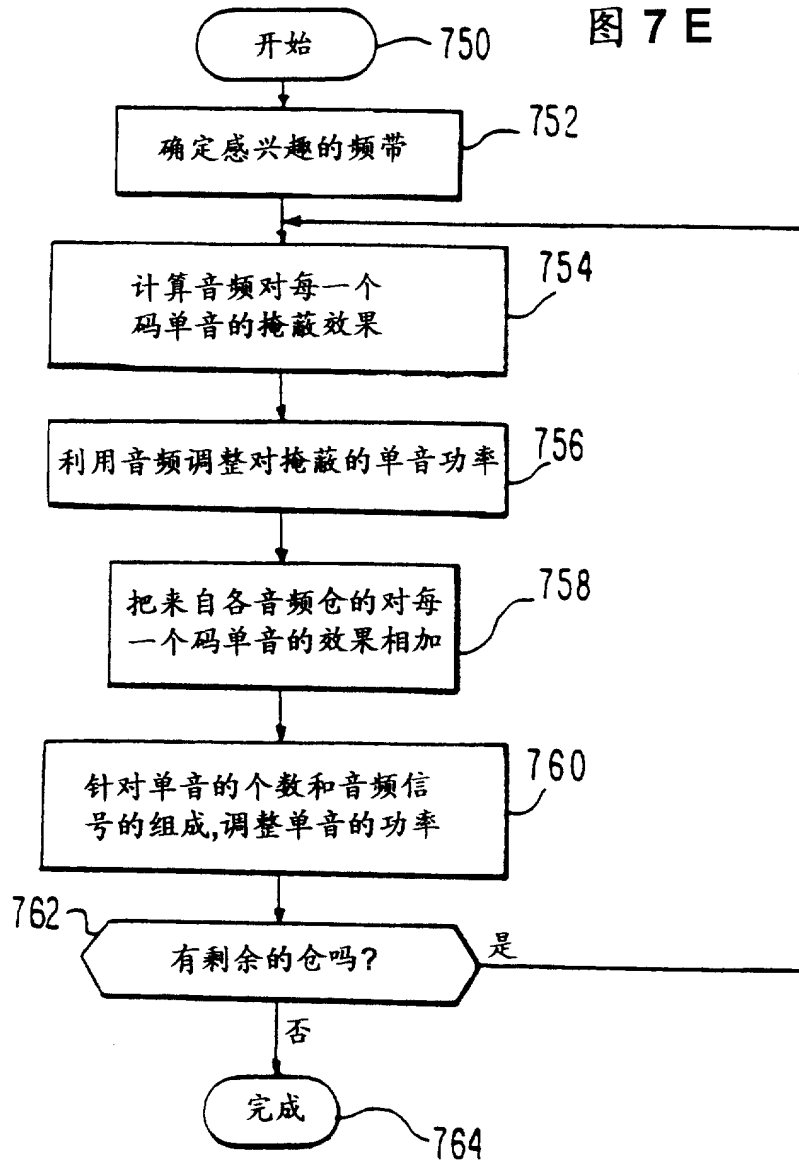 图 7 E
开始
750
确定感兴趣的频带
752
计算音频对每一个
码单音的掩蔽效果
754
利用音频调整对掩蔽的单音功率
756
把来自各音频仓的对每
一个码单音的效果相加
758
针对单音的个数和音频信
号的组成,调整单音的功率
760
762
有剩余的仓吗?
是
否
完成
764